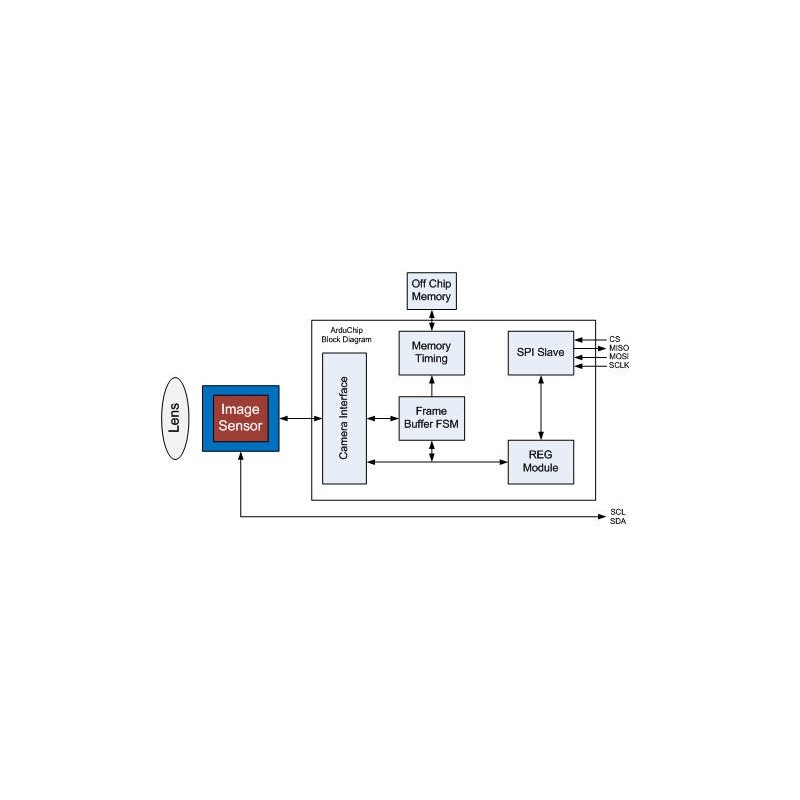 Off Chip
Memory
ArduChip
Block Diagram
Memory
Timing
SPI Slave
CS
MISO
MOSI
SCLK
Lens
Image
Sensor
Camera Interface
Frame
Buffer FSM
REG
Module
SCL
SDA